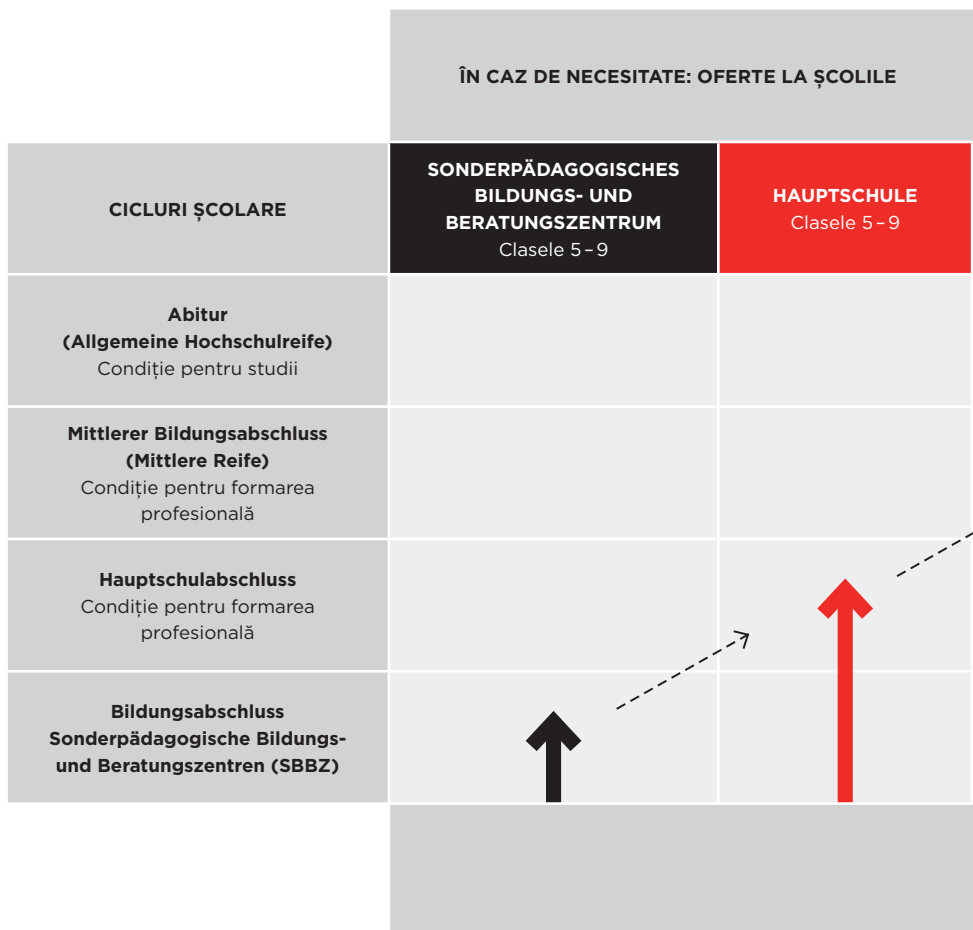 ÎN CAZ DE NECESITATE: OFERTE LA ȘCOLILE
CICLURI ȘCOLARE
SONDERPÄDAGOGISCHES
BILDUNGS- UND
BERATUNGSZENTRUM
Clasele 5 – 9
HAUPTSCHULE
Clasele 5 – 9
Abitur
(Allgemeine Hochschulreife)
Condiție pentru studii
Mittlerer Bildungsabschluss
(Mittlere Reife)
Condiție pentru formarea
profesională
Hauptschulabschluss
Condiție pentru formarea
profesională
Bildungsabschluss
Sonderpädagogische Bildungs-
und Beratungszentren (SBBZ)